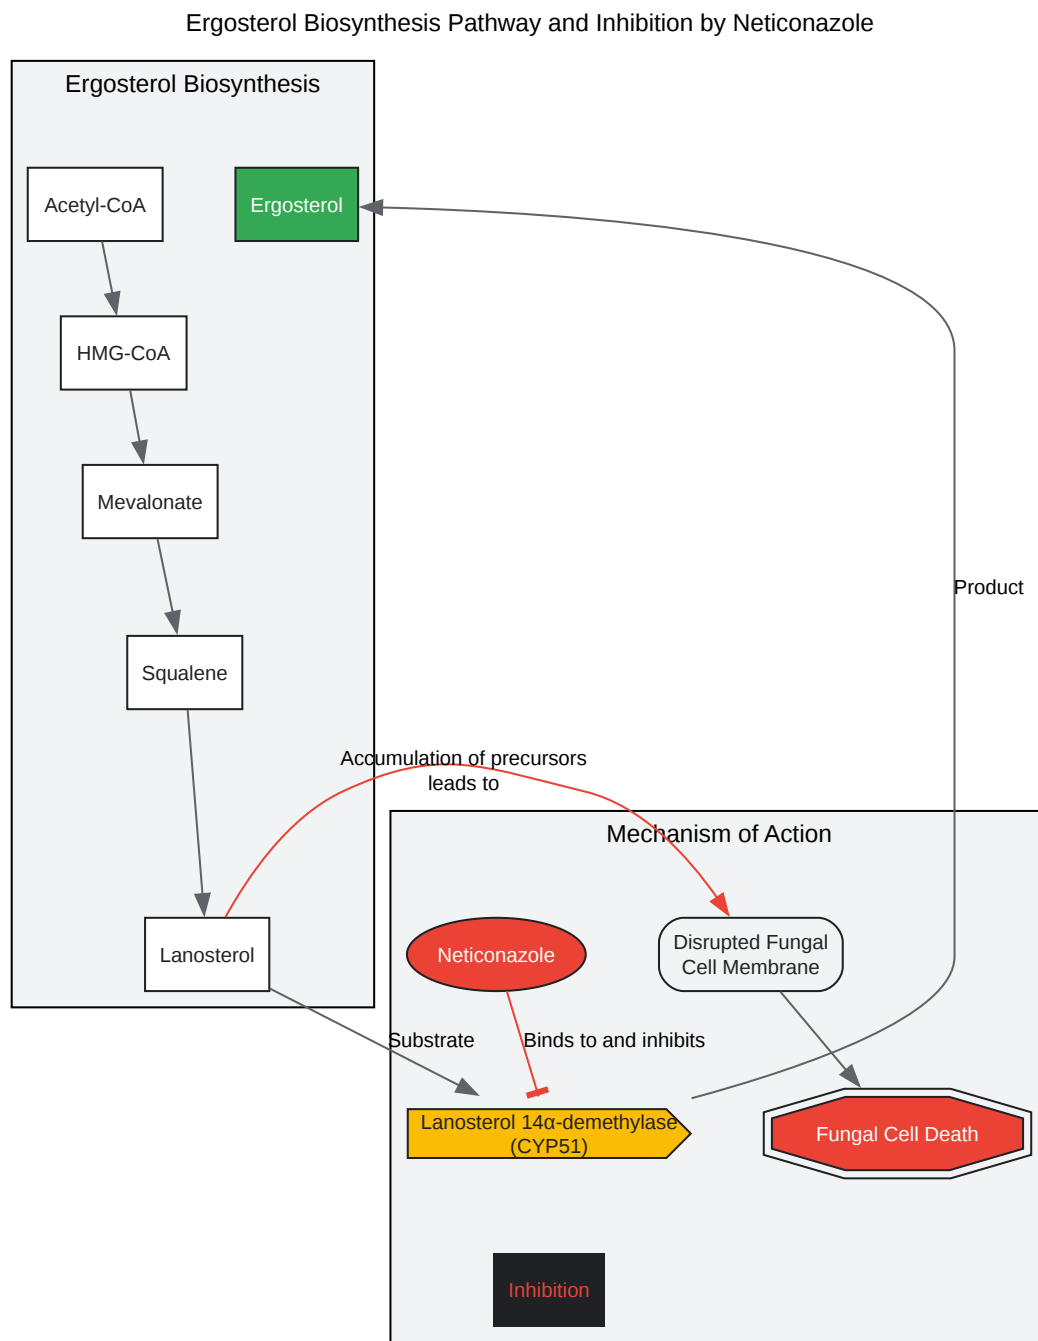 Ergosterol Biosynthesis Pathway and Inhibition by Neticonazole
Ergosterol Biosynthesis
Acetyl-CoA
Ergosterol
HMG-CoA
Mevalonate
Product
Squalene
Accumulation of precursors
leads to
Mechanism of Action
Lanosterol
Neticonazole
Disrupted Fungal
Cell Membrane
Substrate
Binds to and inhibits
Lanosterol 14α-demethylase
(CYP51)
Fungal Cell Death
Inhibition